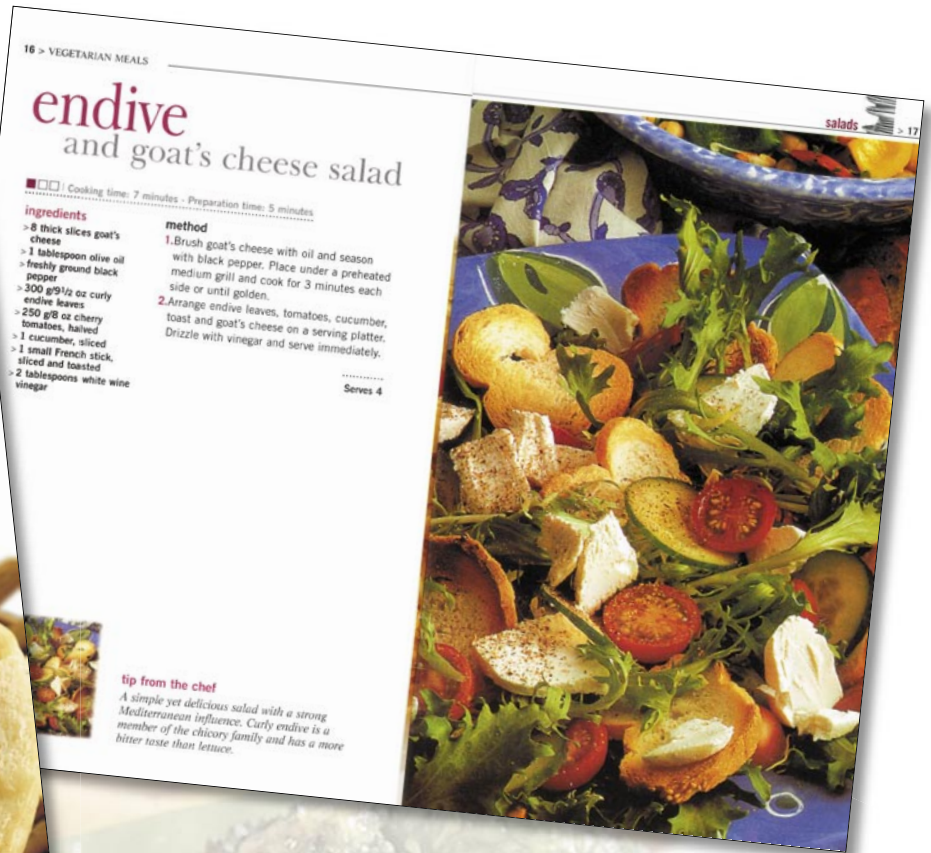 16 > VEGETARIAN MEALS
endive
and goat's cheese salad
Cooking time: 7 minutes - Preparation time: 5 minutes
ingredients
> 8 thick slices goat's
cheese
> 1 tablespoon olive oil
> freshly ground black
pepper
> 300 g/9 1/2 oz curly
endive leaves
> 250 g/8 oz cherry
tomatoes, halved
> 1 cucumber, sliced
> 1 small French stick,
sliced and toasted
> 2 tablespoons white wine
vinegar
method
1.Brush goat's cheese with oil and season
with black pepper. Place under a preheated
medium grill and cook for 3 minutes each
side or until golden.
2.Arrange endive leaves, tomatoes, cucumber,
toast and goat's cheese on a serving platter.
Drizzle with vinegar and serve immediately.
Serves 4
tip from the chef
A simple yet delicious salad with a strong
Mediterranean influence. Curly endive is a
member of the chicory family and has a more
bitter taste than lettuce.
salads
> 17